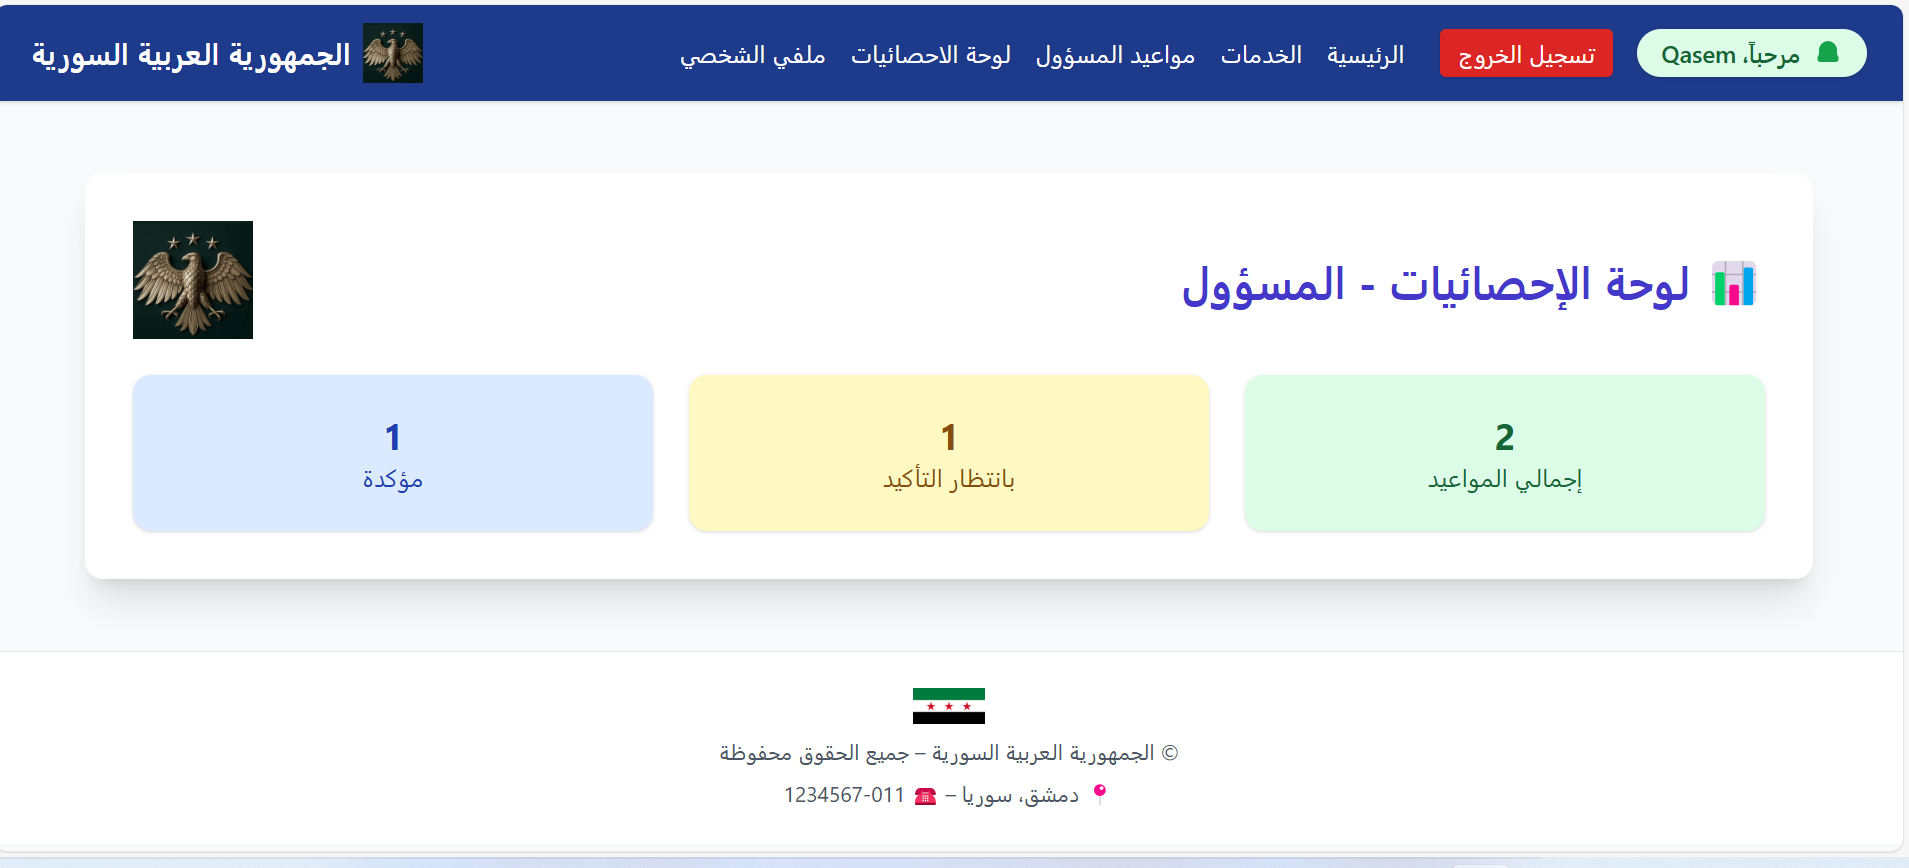 مرحباً، Qasem
تسجيل الخروج
الرئيسية
الخدمات
مواعيد المسؤول
لوحة الاحصائيات
ملفي الشخصي
الجمهورية العربية السورية
لوحة الإحصائيات - المسؤول
2
إجمالي المواعيد
1
بانتظار التأكيد
1
مؤكدة
© الجمهورية العربية السورية – جميع الحقوق محفوظة
📍 دمشق، سوريا – ☎️ 011-1234567